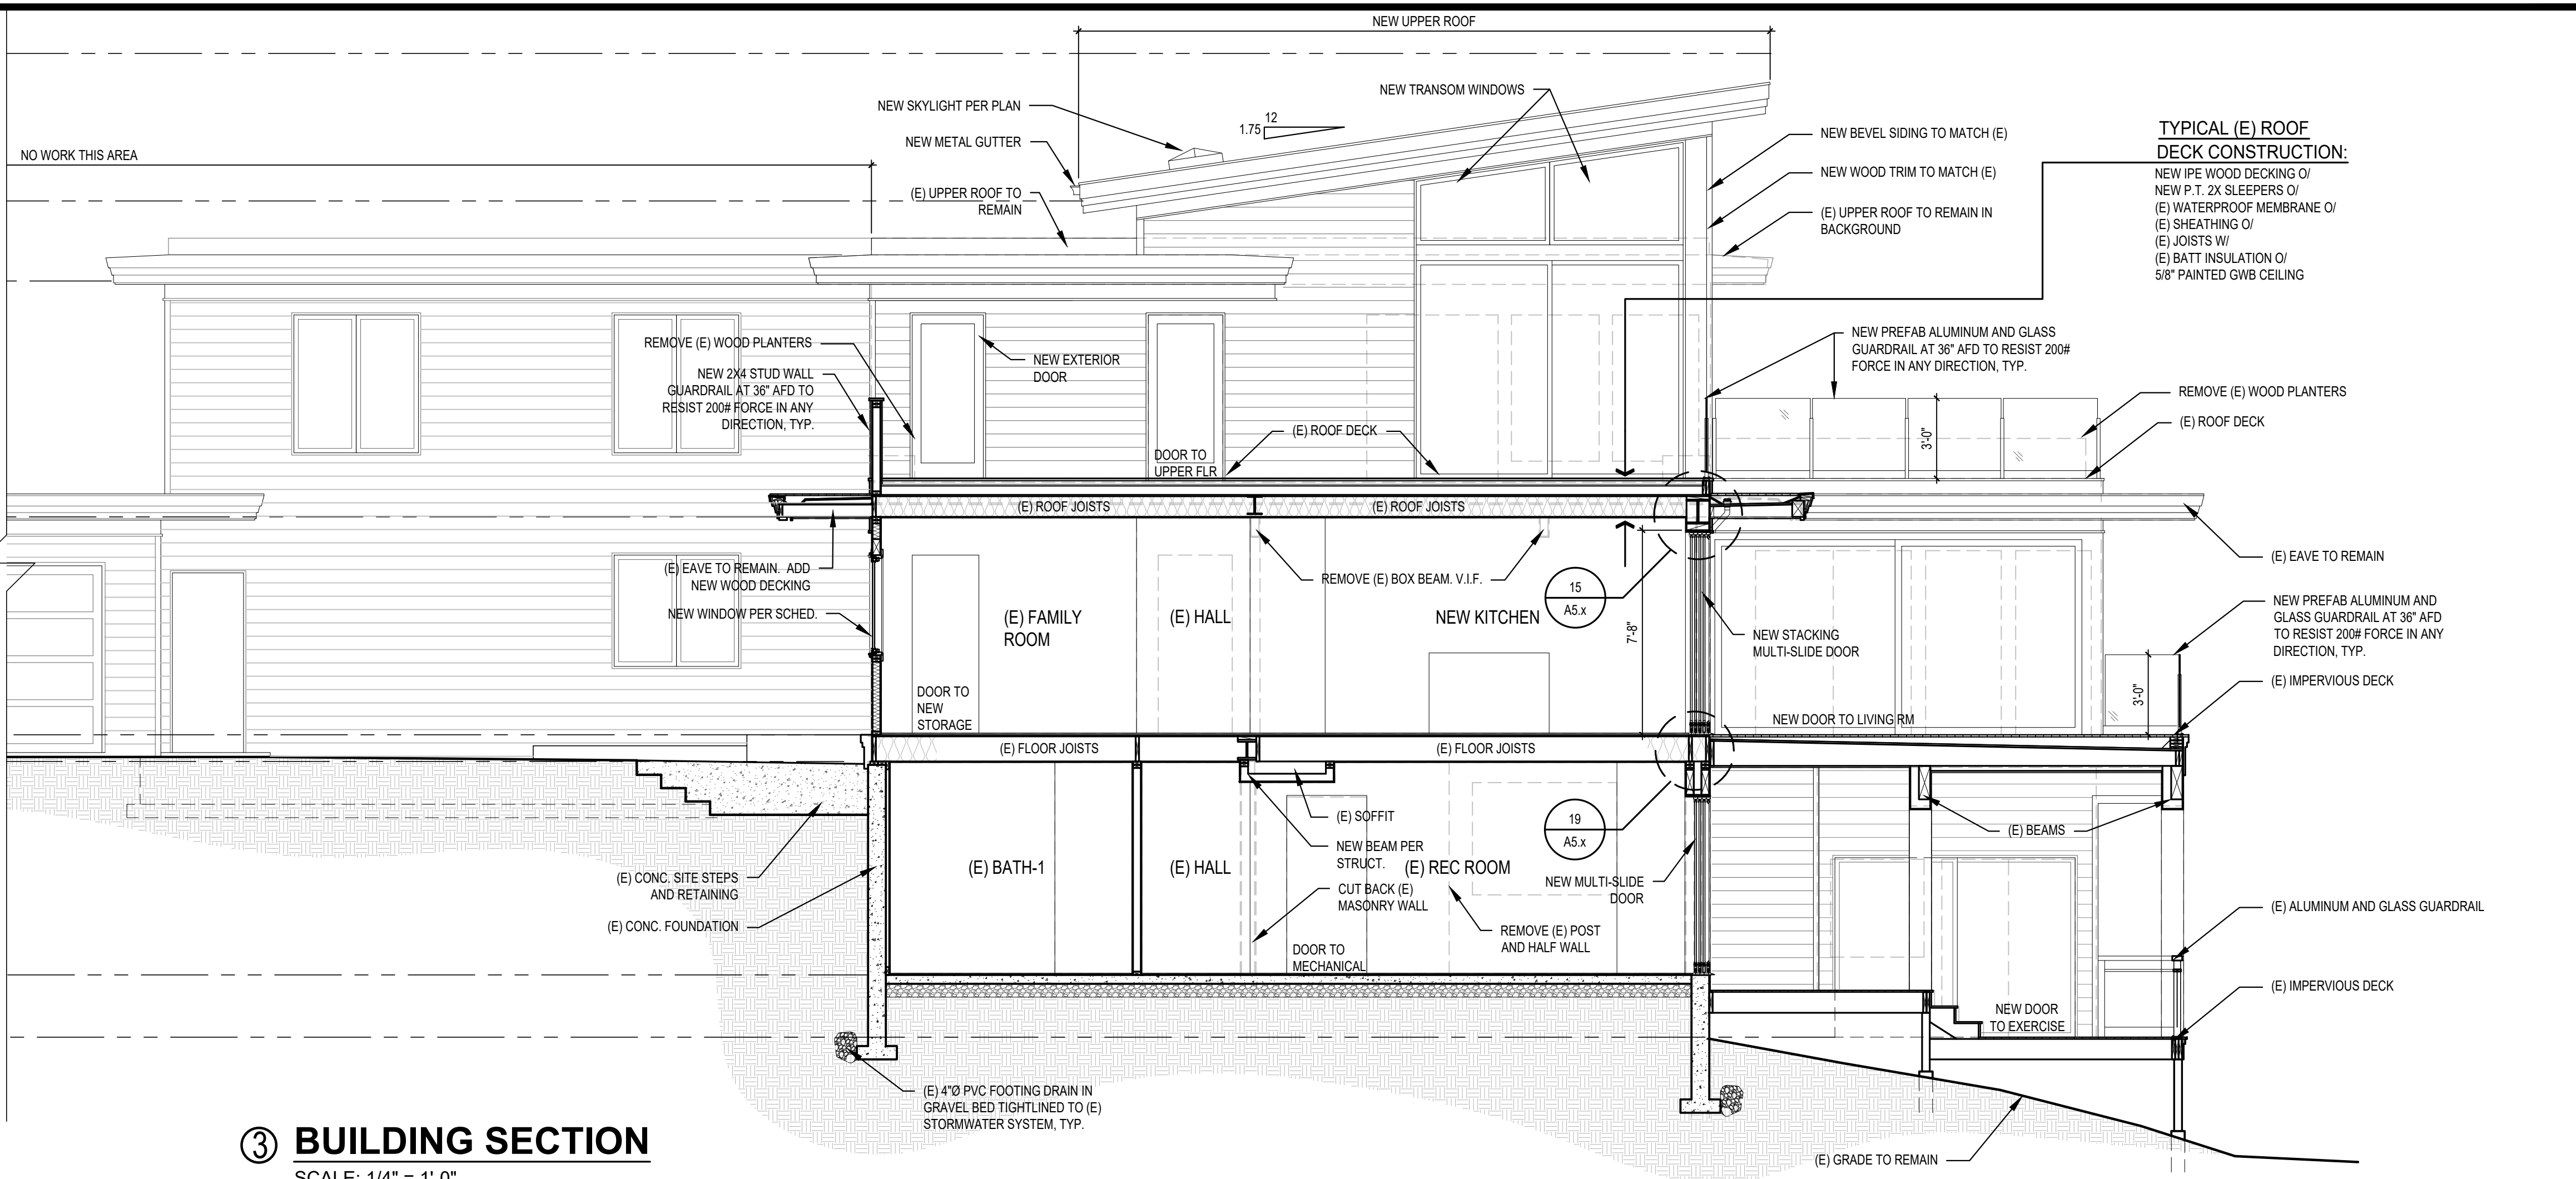 NEW UPPER ROOF
NEW SKYLIGHT PER PLAN
NEW TRANSOM WINDOWS
12
1.75
NEW METAL GUTTER
NEW BEVEL SIDING TO MATCH (E)
NO WORK THIS AREA
NEW WOOD TRIM TO MATCH (E)
(E) UPPER ROOF TO
REMAIN
(E) UPPER ROOF TO REMAIN IN
BACKGROUND
TYPICAL (E) ROOF
DECK CONSTRUCTION:
NEW IPE WOOD DECKING O/
NEW P.T. 2X SLEEPERS O/
(E) WATERPROOF MEMBRANE O/
(E) SHEATHING O/
(E) JOISTS W/
(E) BATT INSULATION O/
5/8" PAINTED GWB CEILING
REMOVE (E) WOOD PLANTERS
NEW 2X4 STUD WALL
GUARDRAIL AT 36" AFD TO
RESIST 200# FORCE IN ANY
DIRECTION, TYP.
NEW EXTERIOR
DOOR
NEW PREFAB ALUMINUM AND GLASS
GUARDRAIL AT 36" AFD TO RESIST 200#
FORCE IN ANY DIRECTION, TYP.
REMOVE (E) WOOD PLANTERS
(E) ROOF DECK
(E) ROOF DECK
3'-0"
DOOR TO
UPPER FLR
(E) ROOF JOISTS
(E) ROOF JOISTS
(E) EAVE TO REMAIN. ADD
NEW WOOD DECKING
NEW WINDOW PER SCHED.
REMOVE (E) BOX BEAM. V.I.F.
15
A5.x
(E) EAVE TO REMAIN
(E) FAMILY
ROOM
(E) HALL
NEW KITCHEN
7'-8"
NEW STACKING
MULTI-SLIDE DOOR
NEW PREFAB ALUMINUM AND
GLASS GUARDRAIL AT 36" AFD
TO RESIST 200# FORCE IN ANY
DIRECTION, TYP.
DOOR TO
NEW
STORAGE
3'-0"
(E) IMPERVIOUS DECK
NEW DOOR TO LIVING RM
(E) FLOOR JOISTS
(E) FLOOR JOISTS
(E) SOFFIT
19
A5.x
(E) BEAMS
NEW BEAM PER
STRUCT.
(E) BATH-1
(E) HALL
(E) REC ROOM
(E) CONC. SITE STEPS
AND RETAINING
CUT BACK (E)
MASONRY WALL
NEW MULTI-SLIDE
DOOR
(E) CONC. FOUNDATION
REMOVE (E) POST
AND HALF WALL
(E) ALUMINUM AND GLASS GUARDRAIL
DOOR TO
MECHANICAL
(E) IMPERVIOUS DECK
NEW DOOR
TO EXERCISE
(E) 4"Ø PVC FOOTING DRAIN IN
GRAVEL BED TIGHTLINED TO (E)
STORMWATER SYSTEM, TYP.
(E) GRADE TO REMAIN
3 BUILDING SECTION
SCALE: 1/4" = 1'-0"